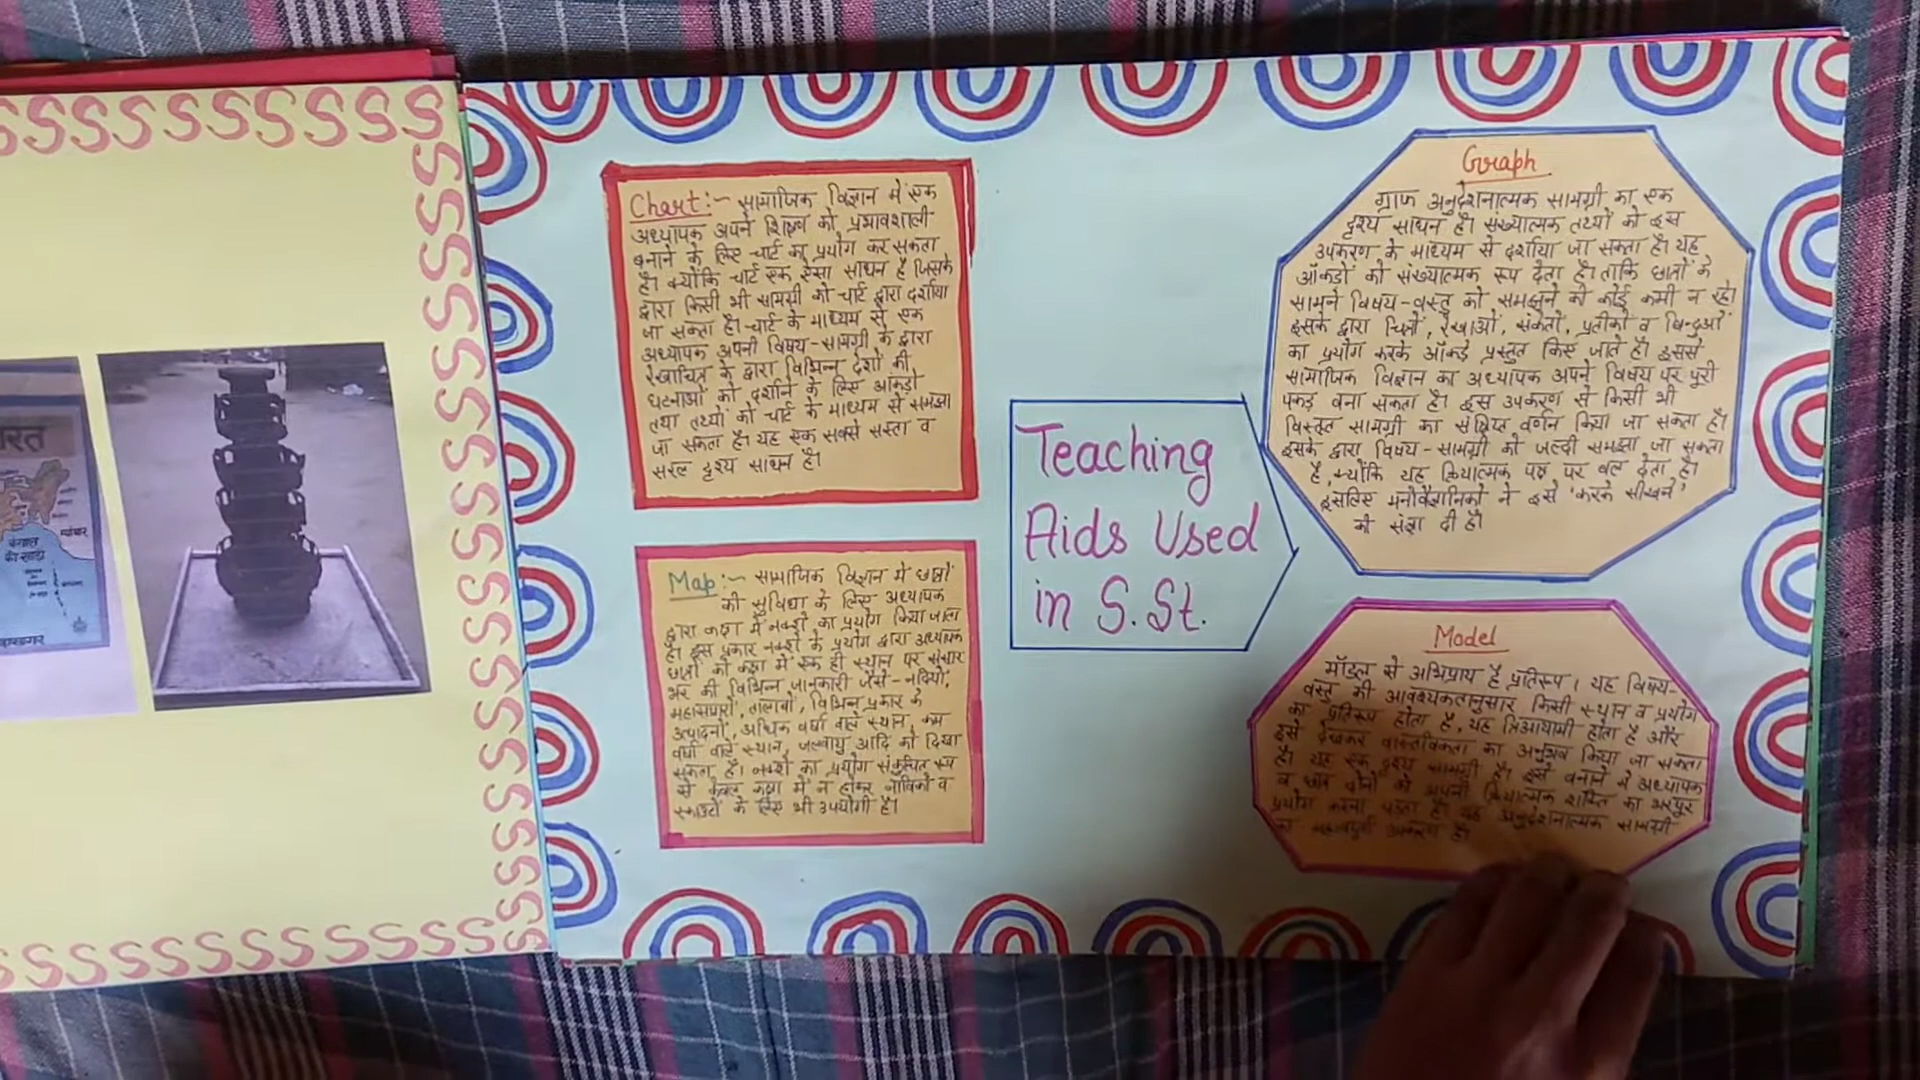 रत
म्यांमार
बंगाल
की खाड़ी
Chart:~ सामाजिक विज्ञान में एक
अध्यापक अपने शिक्षण को प्रभावशाली
बनाने के लिए चार्ट का प्रयोग कर सकता
है। क्योंकि चार्ट एक ऐसा साधन है जिसके
द्वारा किसी भी सामग्री को चार्ट द्वारा दर्शाया
जा सकता है। चार्ट के माध्यम से एक
अध्यापक अपनी विषय-सामग्री के द्वारा
रेखाचित्र के द्वारा विभिन्न देशों की
घटनाओं को दर्शाने के लिए आंकड़ो
तथा तथ्यों को चार्ट के माध्यम से समझा
जा सकता है। यह एक सबसे सस्ता व
सरल दृश्य साधन है।
Map:~ सामाजिक विज्ञान में छात्रों
की सुविधा के लिए अध्यापक
द्वारा कक्षा में नक्शे का प्रयोग किया जाता
है। इस प्रकार नक्शे के प्रयोग द्वारा अध्यापक
छात्रों को कक्षा में एक ही स्थान पर संसार
भर की विभिन्न जानकारी जैसे- नदियों,
महासागरों, तालाबों, विभिन्न प्रकार के
उत्पादनों, अधिक वर्षा वाले स्थान, कम
वर्षा वाले स्थान, जलवायु आदि को दिखा
सकता है। नक्शे का प्रयोग संकुचित रूप
से केवल कक्षा में न होकर नाविकों व
स्काउटों के लिए भी उपयोगी है।
Teaching
Aids Used
in S.St.
Graph
ग्राफ अनुदेशनात्मक सामग्री का एक
दृश्य साधन है। संख्यात्मक तथ्यों को इस
उपकरण के माध्यम से दर्शाया जा सकता है। यह
आँकडों को संख्यात्मक रूप देता है। ताकि छात्रों के
सामने विषय-वस्तु को समझने की कोई कमी न रहे।
इसके द्वारा चित्रों, रेखाओं, संकेतों, प्रतीकों व बिन्दुओं
का प्रयोग करके आँकड़े प्रस्तुत किए जाते है। इससे
सामाजिक विज्ञान का अध्यापक अपने विषय पर पूरी
पकड़ बना सकता है। इस उपकरण से किसी भी
विस्तृत सामग्री का संक्षिप्त वर्णन किया जा सकता है।
इसके द्वारा विषय-सामग्री को जल्दी समझा जा सकता
है, क्योंकि यह क्रियात्मक पक्ष पर बल देता है।
इसलिए मनोवैज्ञानिकों ने इसे 'करके सीखने'
की संज्ञा दी है।
Model
मॉडल से अभिप्राय है प्रतिरूप। यह विषय-
वस्तु की आवश्यकतानुसार किसी स्थान व प्रयोग
का प्रतिरूप होता है, यह त्रिआयामी होता है और
इसे देखकर वास्तविकता का अनुभव किया जा सकता
है। यह एक दृश्य सामग्री है। इसे बनाने में अध्यापक
व छात्र दोनों को अपनी क्रियात्मक शक्ति का भरपूर
प्रयोग करना पड़ता है। यह अनुदेशनात्मक सामग्री
का महत्वपूर्ण उपकरण है।